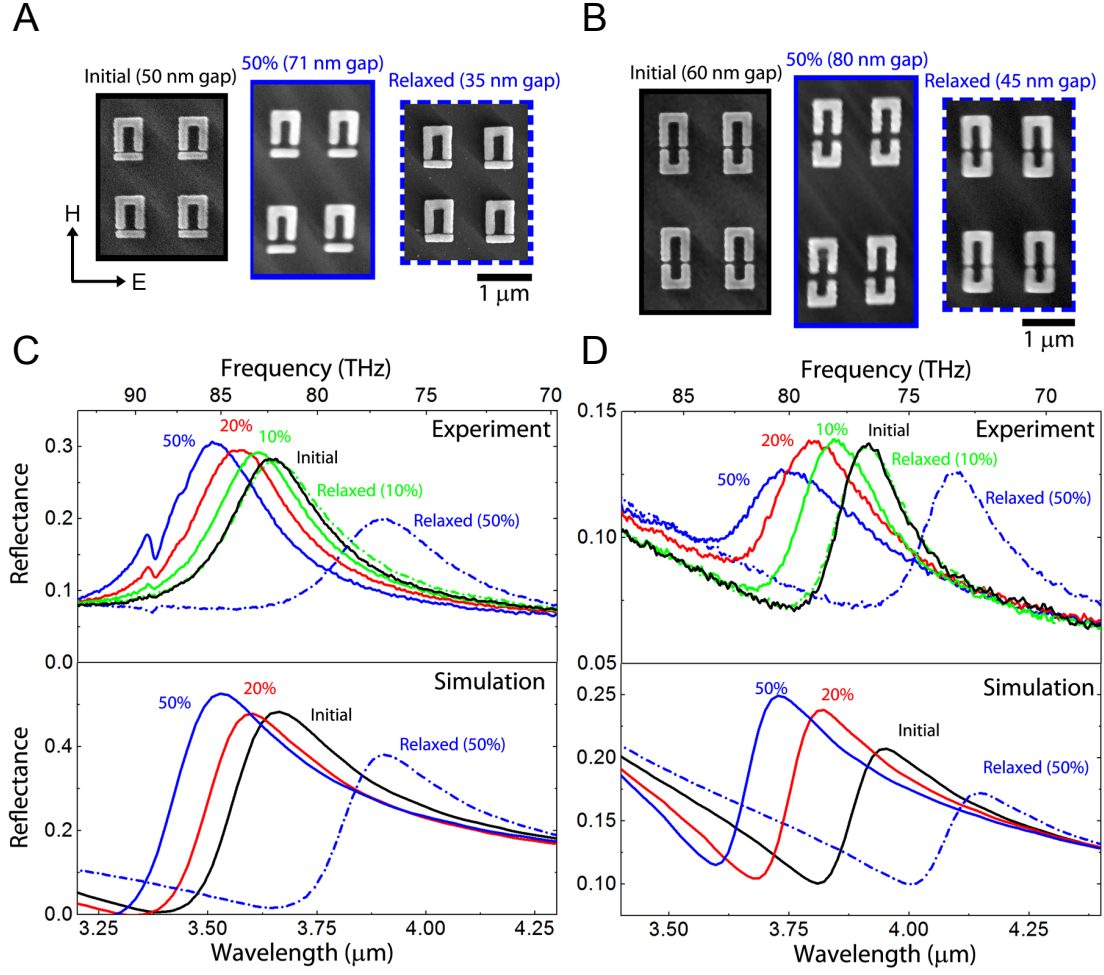 A
B
Initial (50 nm gap)
50% (71 nm gap)
Relaxed (35 nm gap)
Initial (60 nm gap)
50% (80 nm gap)
Relaxed (45 nm gap)
H
E
1 μm
1 μm
C
D
Frequency (THz)
90 85 80 75 70
Experiment
50%
20%
10%
Initial
Relaxed (10%)
Relaxed (50%)
Reflectance
0.3
0.2
0.1
0.0
Simulation
50%
20%
Initial
Relaxed (50%)
Reflectance
0.4
0.2
0.0
3.25 3.50 3.75 4.00 4.25
Wavelength (μm)
Frequency (THz)
85 80 75 70
0.15
Experiment
50%
20%
10%
Initial
Relaxed (10%)
Relaxed (50%)
Reflectance
0.10
0.05
Simulation
50%
20%
Initial
Relaxed (50%)
Reflectance
0.25
0.20
0.15
0.10
3.50 3.75 4.00 4.25
Wavelength (μm)